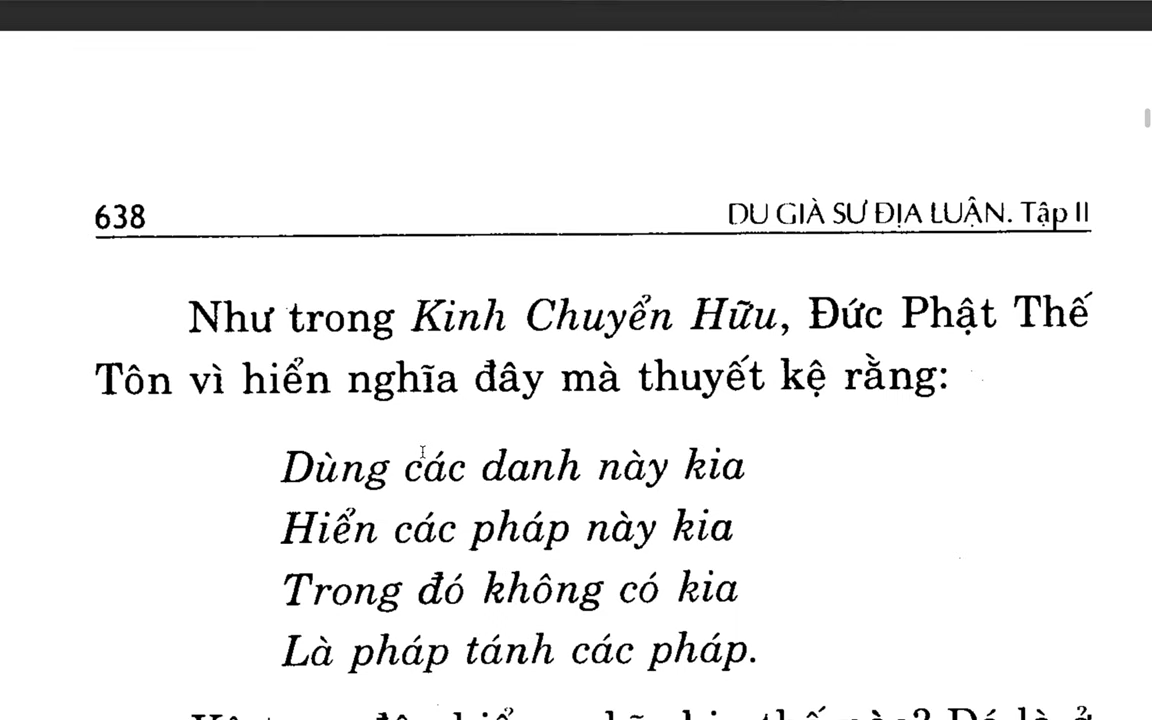 638
DU GIÀ SƯ ĐỊA LUẬN. Tập II
Như trong Kinh Chuyển Hữu, Đức Phật Thế
Tôn vì hiển nghĩa đây mà thuyết kệ rằng:
Dùng các danh này kia
Hiển các pháp này kia
Trong đó không có kia
Là pháp tánh các pháp.